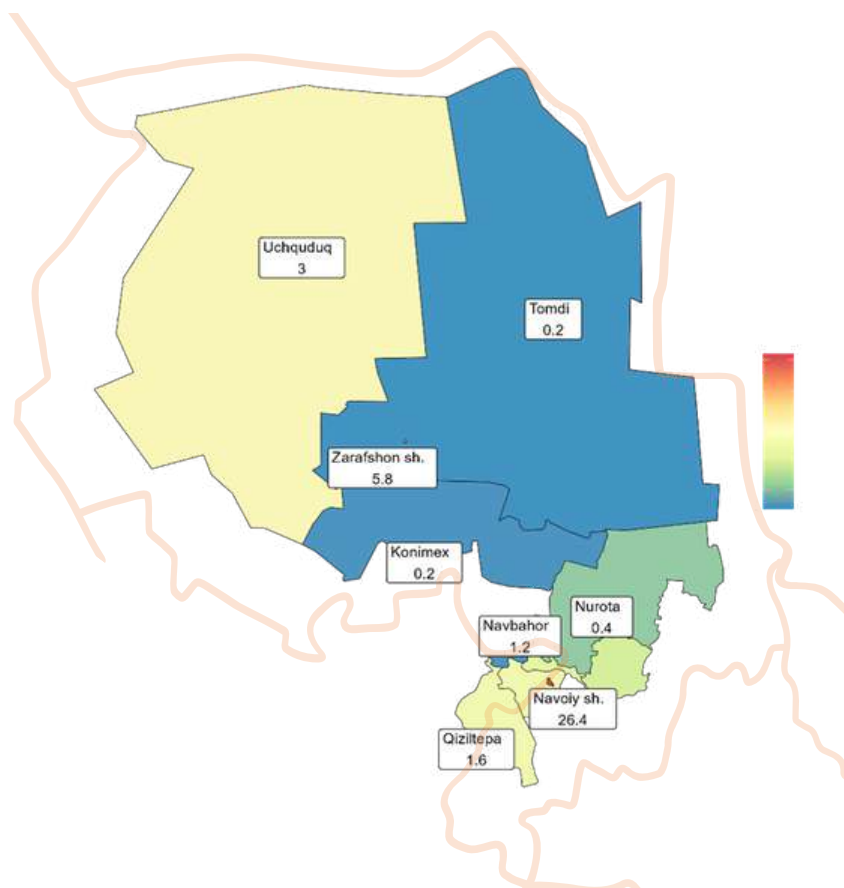 Uchquduq
3
Tomdi
0.2
Zarafshon sh.
5.8
Konimex
0.2
Nurota
0.4
Navbahor
1.2
Navoiy sh.
26.4
Qiziltepa
1.6